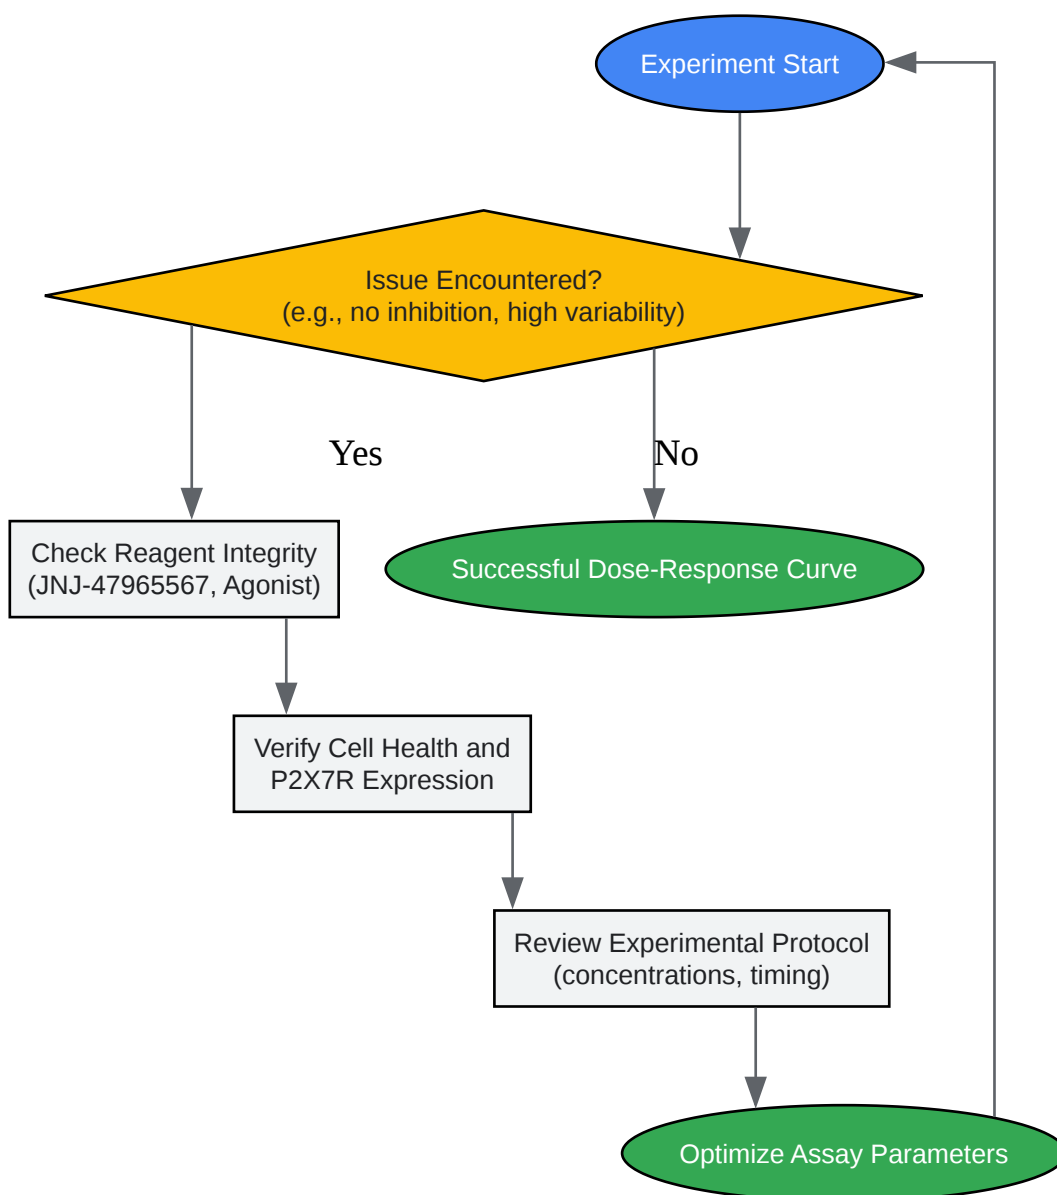 Experiment Start
Issue Encountered?
(e.g., no inhibition, high variability)
Yes
No
Check Reagent Integrity
(JNJ-47965567, Agonist)
Successful Dose-Response Curve
Verify Cell Health and
P2X7R Expression
Review Experimental Protocol
(concentrations, timing)
Optimize Assay Parameters